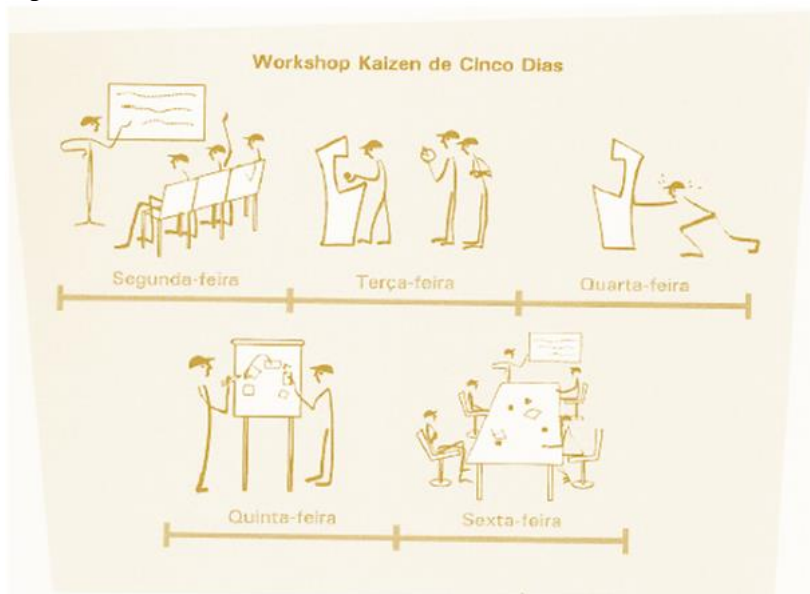 Workshop Kaizen de Cinco Dias
Segunda-feira
Terça-feira
Quarta-feira
Quinta-feira
Sexta-feira